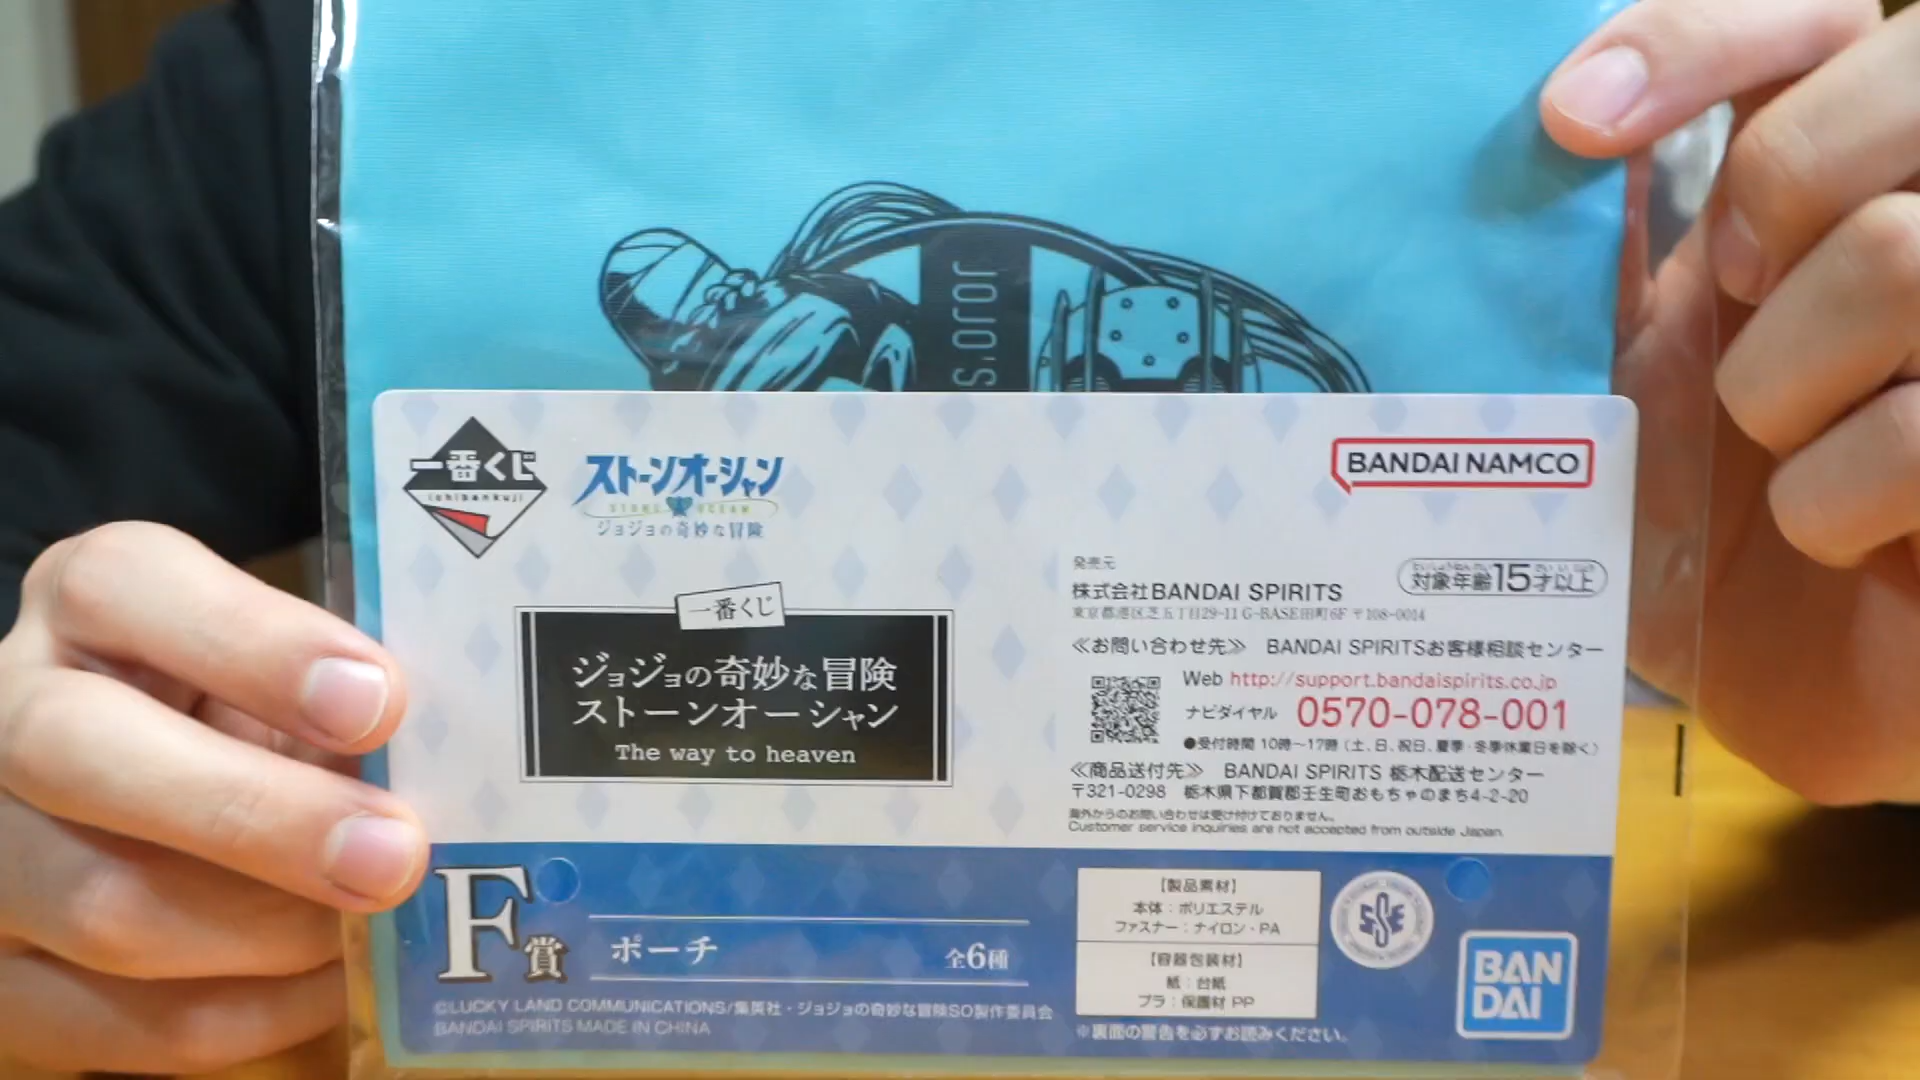 JOJO'S
一番くじ
ichibankuji
ストーンオーシャン
STONE OCEAN
ジョジョの奇妙な冒険
BANDAI NAMCO
一番くじ
ジョジョの奇妙な冒険
ストーンオーシャン
The way to heaven
発売元
対象年齢15才以上
株式会社BANDAI SPIRITS
東京都港区芝五丁目29-11 G-BASE田町6F 〒108-0014
≪お問い合わせ先≫ BANDAI SPIRITSお客様相談センター
Web http://support.bandaispirits.co.jp
ナビダイヤル 0570-078-001
●受付時間 10時〜17時(土、日、祝日、夏季・冬季休業日を除く)
≪商品送付先≫ BANDAI SPIRITS 栃木配送センター
〒321-0298 栃木県下都賀郡壬生町おもちゃのまち4-2-20
海外からのお問い合わせは受け付けておりません。
Customer service inquiries are not accepted from outside Japan.
F賞
ポーチ 全6種
©LUCKY LAND COMMUNICATIONS/集英社・ジョジョの奇妙な冒険SO製作委員会
BANDAI SPIRITS MADE IN CHINA
【製品素材】
本体:ポリエステル
ファスナー:ナイロン・PA
【容器包装材】
紙:台紙
プラ:保護材 PP
※裏面の警告を必ずお読みください。
BAN
DAI